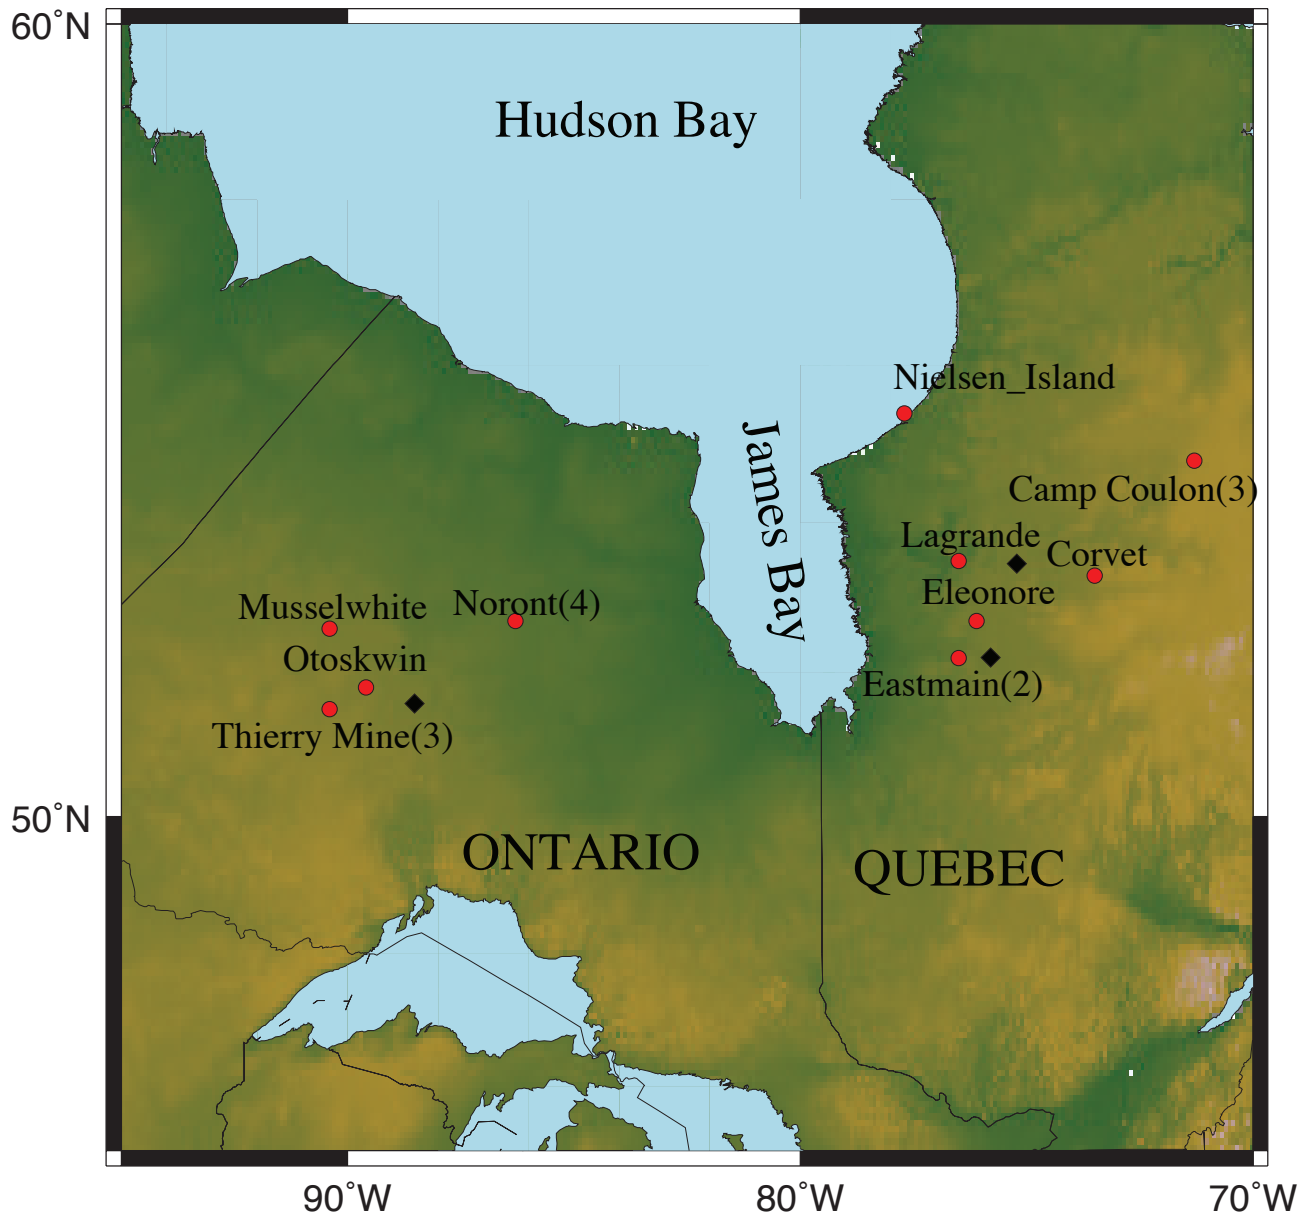 60°N
Hudson Bay
Nielsen_Island
James Bay
Camp Coulon(3)
Lagrande
Corvet
Eleonore
Musselwhite
Noront(4)
Otoskwin
Eastmain(2)
Thierry Mine(3)
50°N
ONTARIO
QUEBEC
90°W
80°W
70°W